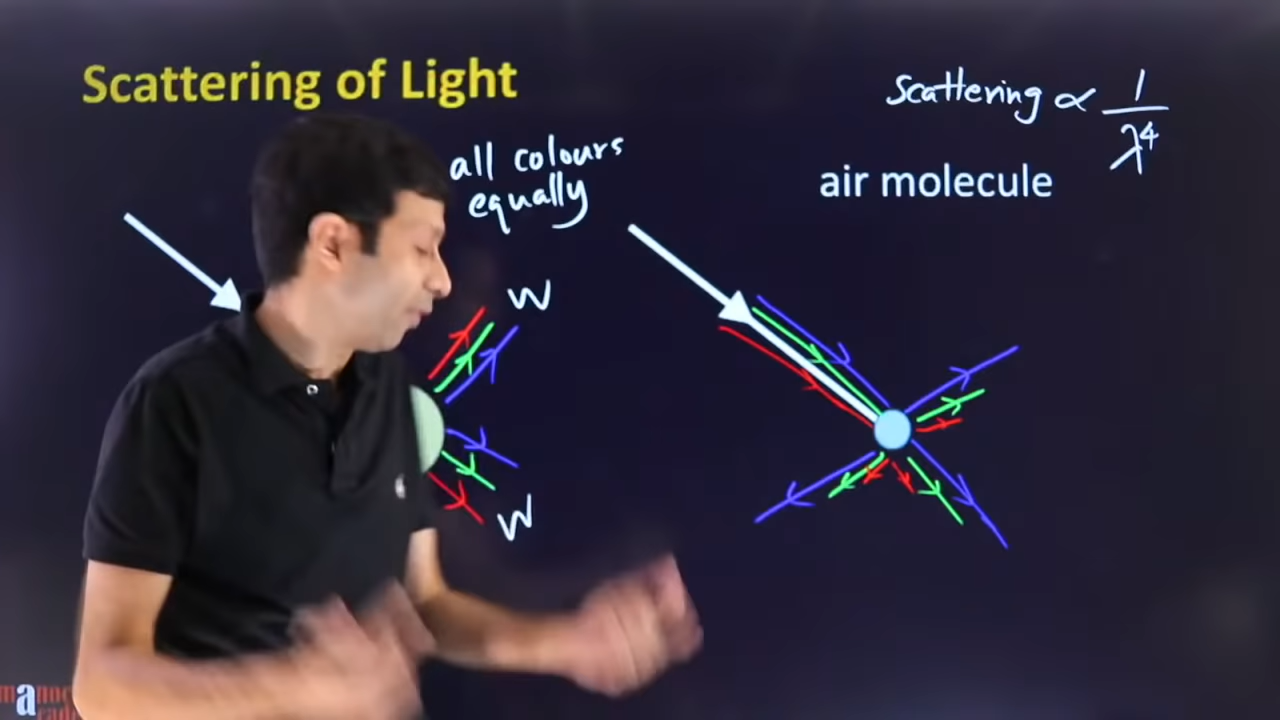 Scattering of Light
Scattering ∝ 1/λ⁴
all colours
equally
air molecule
W
W
a